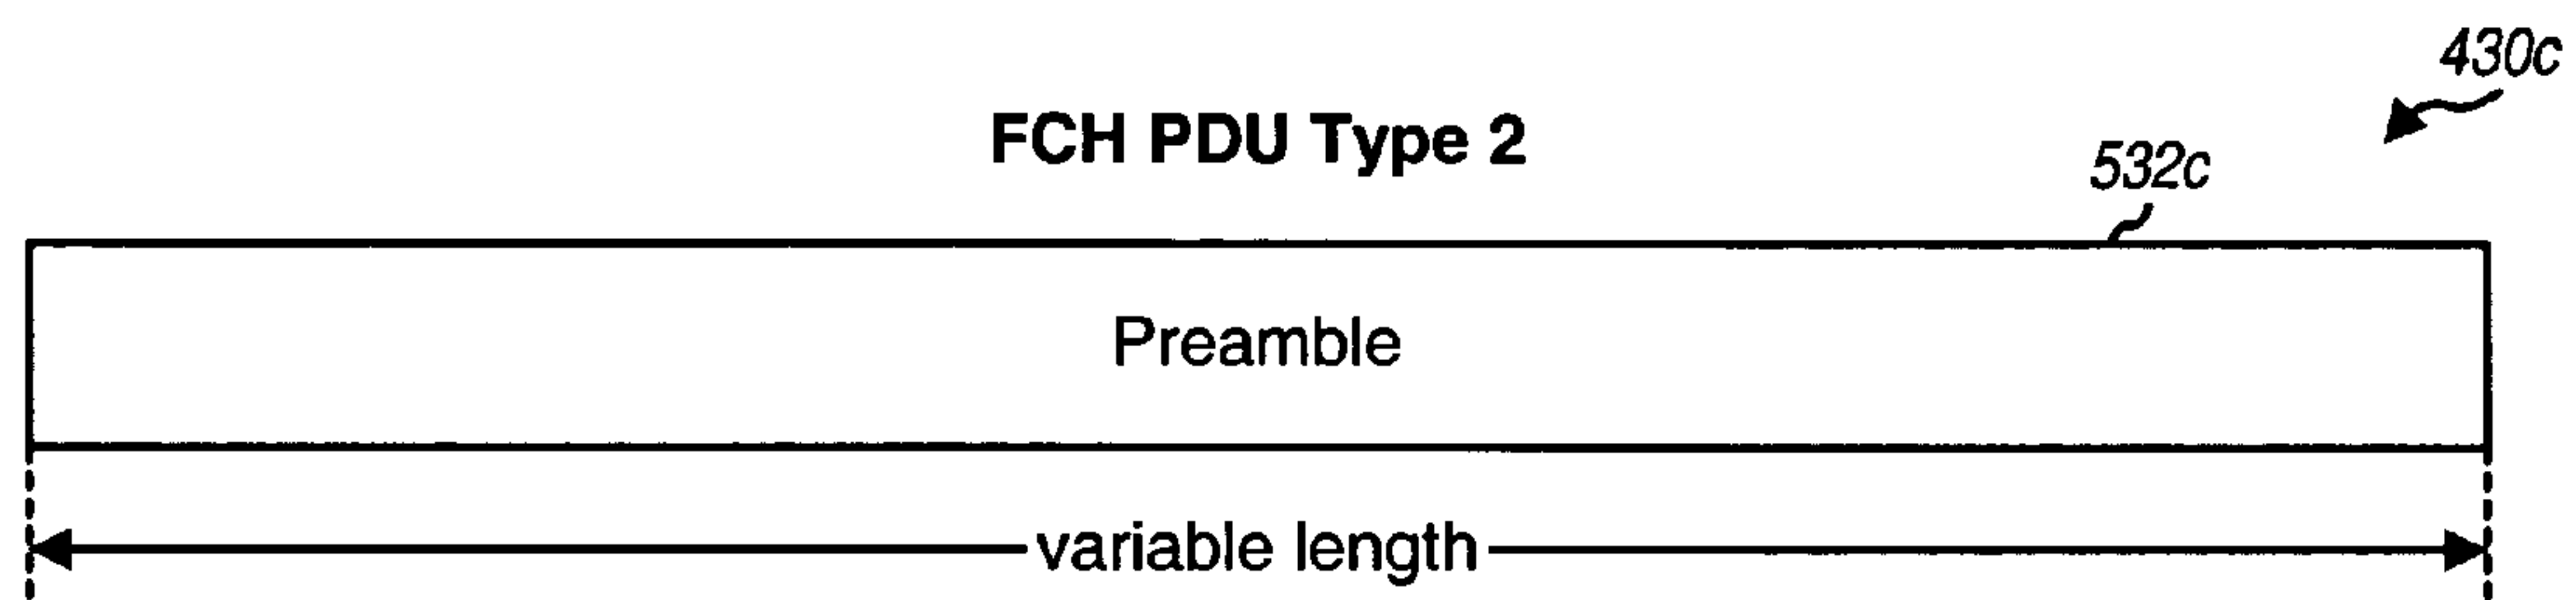 430c
FCH PDU Type 2
532c
Preamble
variable length